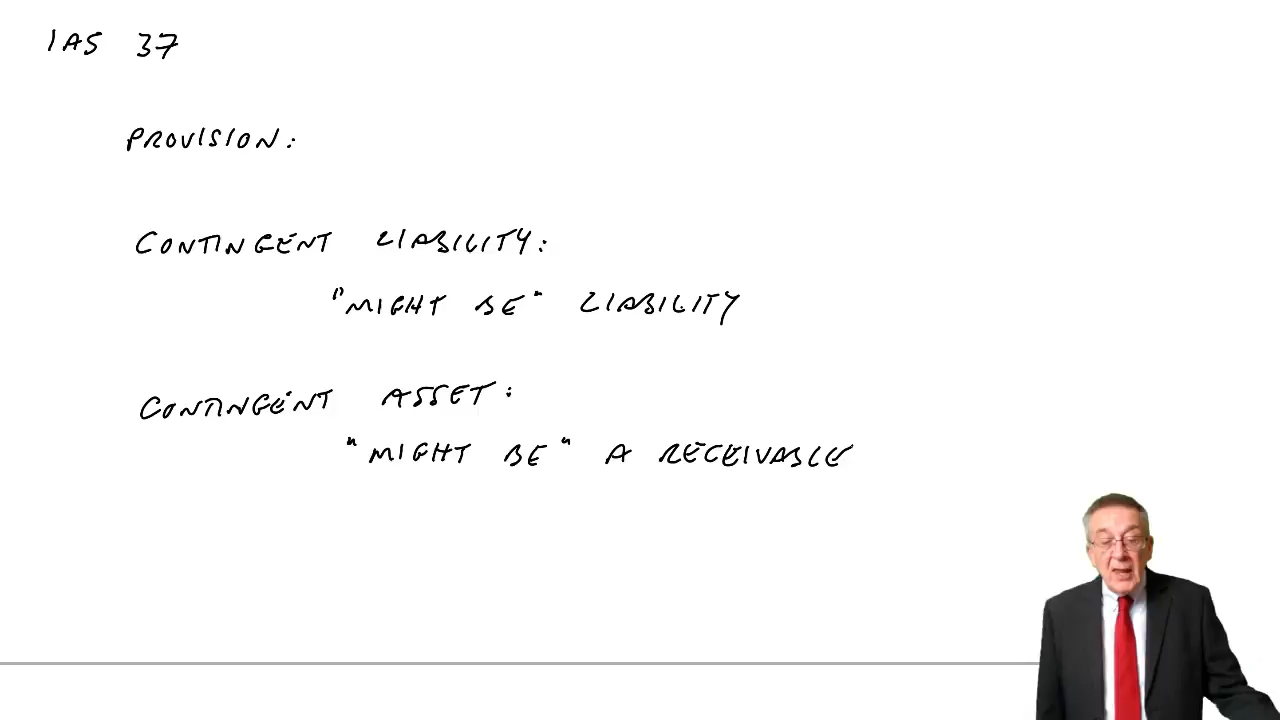 IAS 37
PROVISION:
CONTINGENT LIABILITY:
"MIGHT BE" LIABILITY
CONTINGENT ASSET:
"MIGHT BE" A RECEIVABLE